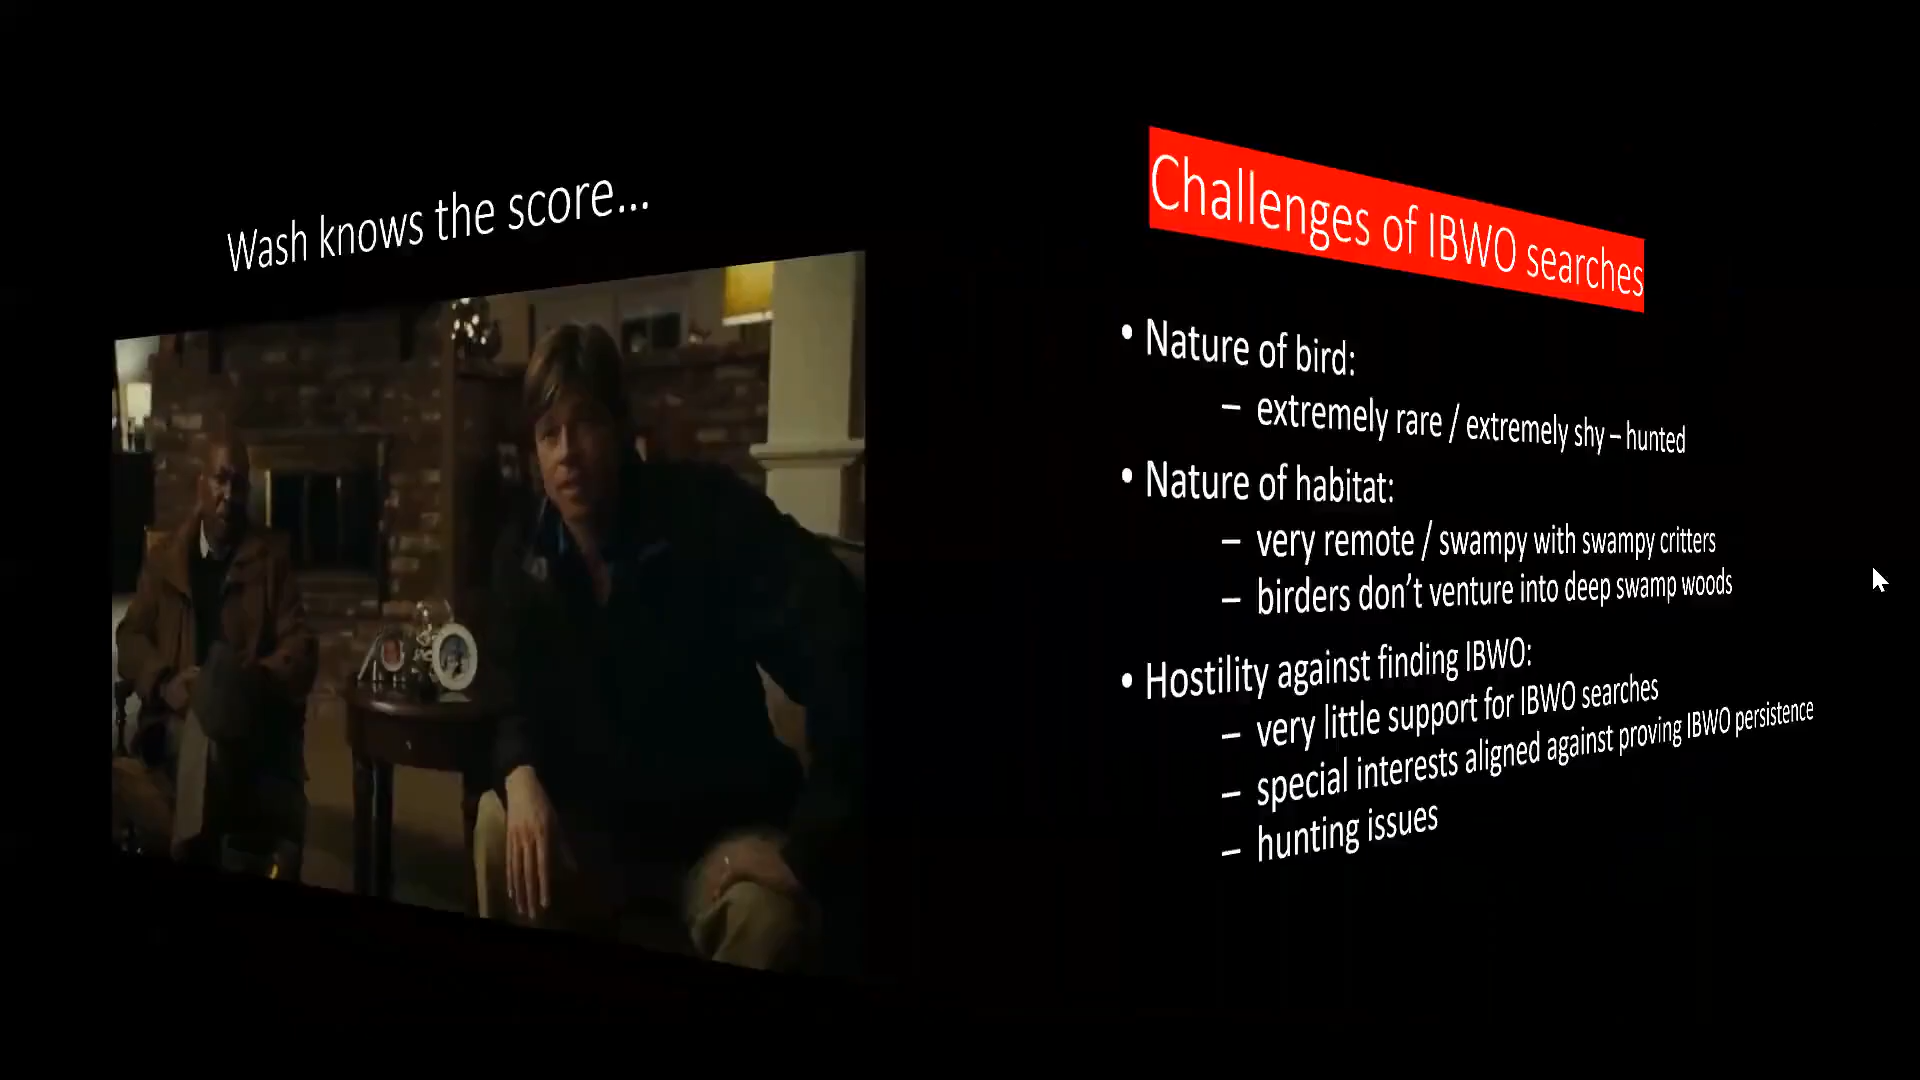 Wash knows the score...
Challenges of IBWO searches
• Nature of bird:
– extremely rare / extremely shy – hunted
• Nature of habitat:
– very remote / swampy with swampy critters
– birders don't venture into deep swamp woods
• Hostility against finding IBWO:
– very little support for IBWO searches
– special interests aligned against proving IBWO persistence
– hunting issues